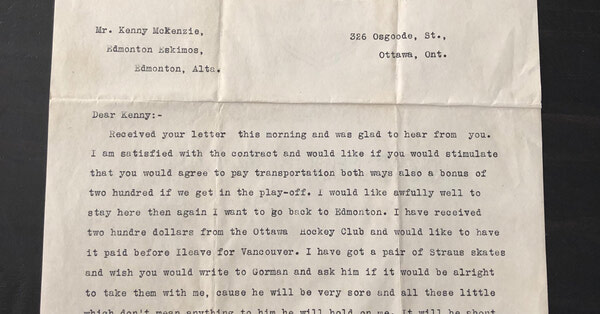 Mr. Kenny McKenzie,
326 Osgoode, St.,
Edmonton Eskimos,
Ottawa, Ont.
Edmonton, Alta.
Dear Kenny:-
Received your letter this morning and was glad to hear from you.
I am satisfied with the contract and would like if you would stimulate
that you would agree to pay transportation both ways also a bonus of
two hundred if we get in the play-off. I would like awfully well to
stay here then again I want to go back to Edmonton. I have received
two hundre dollars from the Ottawa Hockey Club and would like to have
it paid before Ileave for Vancouver. I have got a pair of Straus skates
and wish you would write to Gorman and ask him if it would be alright
to take them with me, cause he will be very sore and all these little
which don't mean anything to him he will hold on me. It will be about